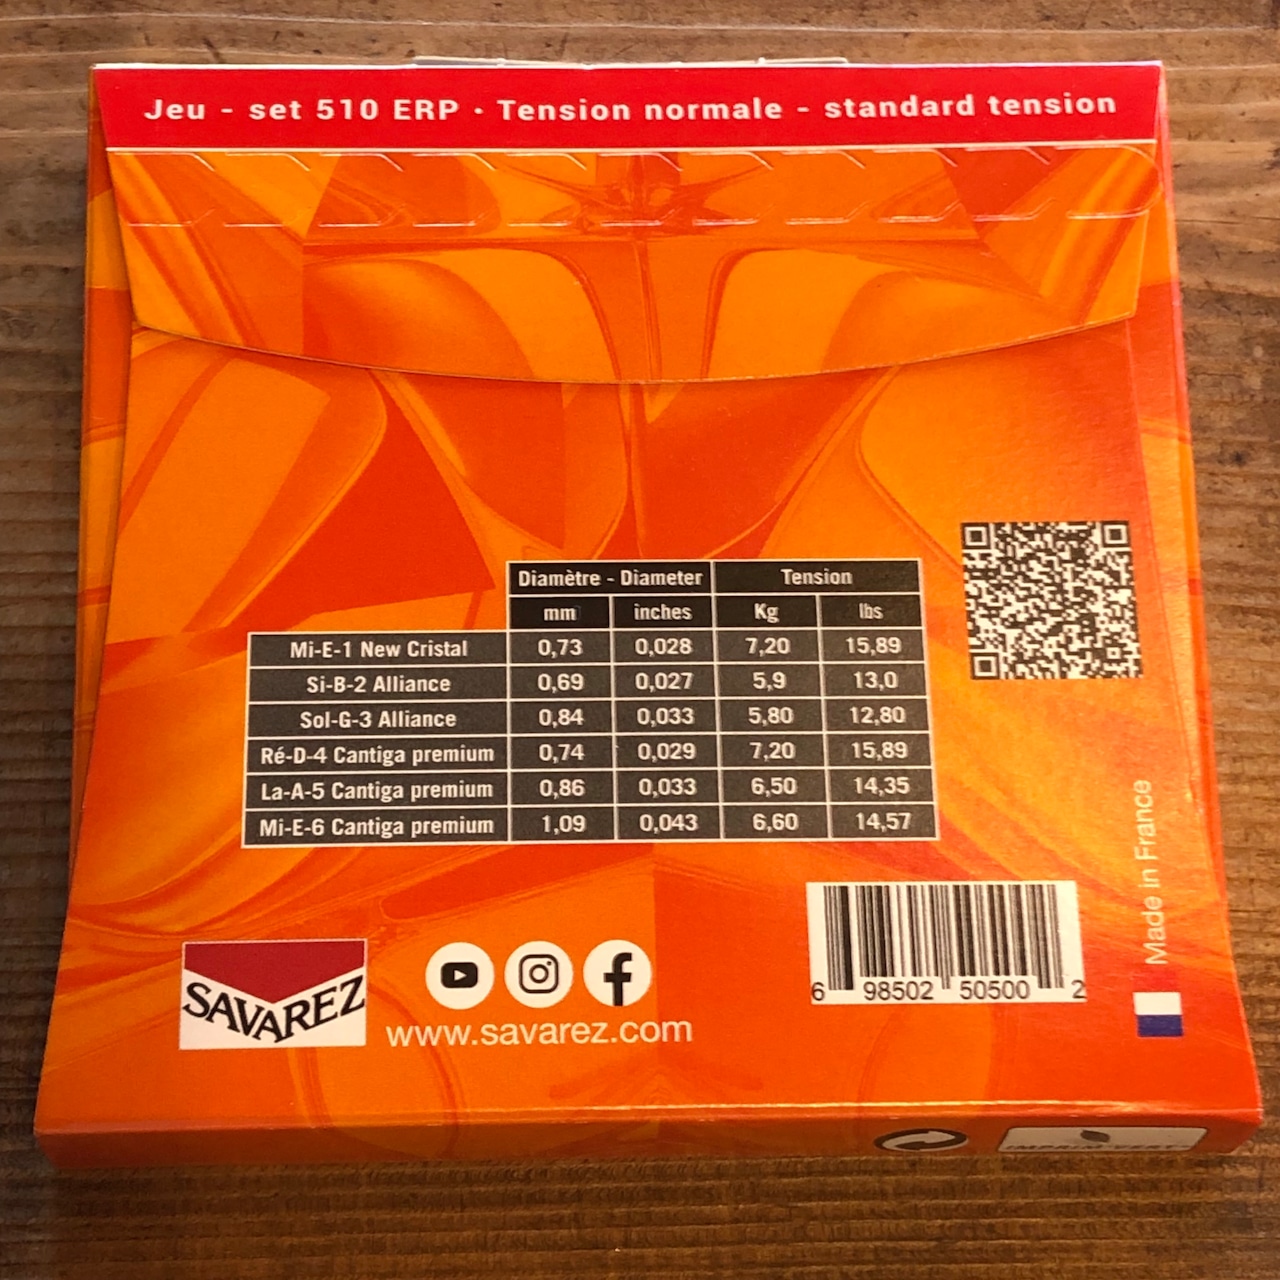 Jeu - set 510 ERP · Tension normale - standard tension
Diamètre - Diameter Tension
mm inches Kg lbs
Mi-E-1 New Cristal 0,73 0,028 7,20 15,89
Si-B-2 Alliance 0,69 0,027 5,9 13,0
Sol-G-3 Alliance 0,84 0,033 5,80 12,80
Ré-D-4 Cantiga premium 0,74 0,029 7,20 15,89
La-A-5 Cantiga premium 0,86 0,033 6,50 14,35
Mi-E-6 Cantiga premium 1,09 0,043 6,60 14,57
Made in France
6 98502 50500 2
SAVAREZ
www.savarez.com